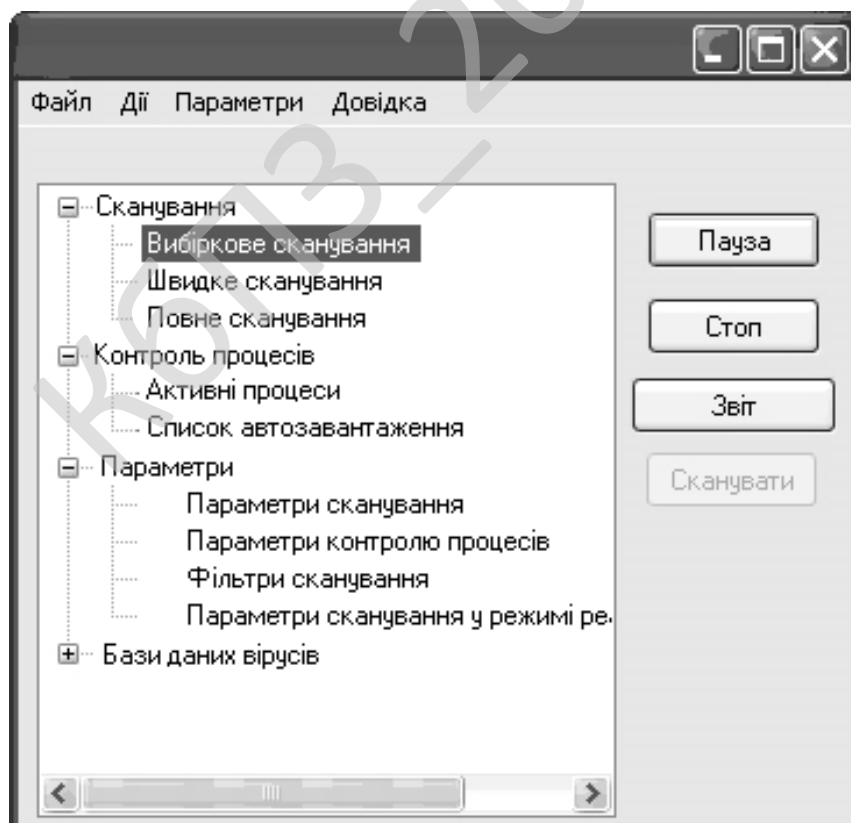 Файл Дії Параметри Довідка
Сканування
Вибіркове сканування
Швидке сканування
Повне сканування
Контроль процесів
Активні процеси
Список автозавантаження
Параметри
Параметри сканування
Параметри контролю процесів
Фільтри сканування
Параметри сканування у режимі
Бази даних вірусів
Пауза
Стоп
Звіт
Сканувати